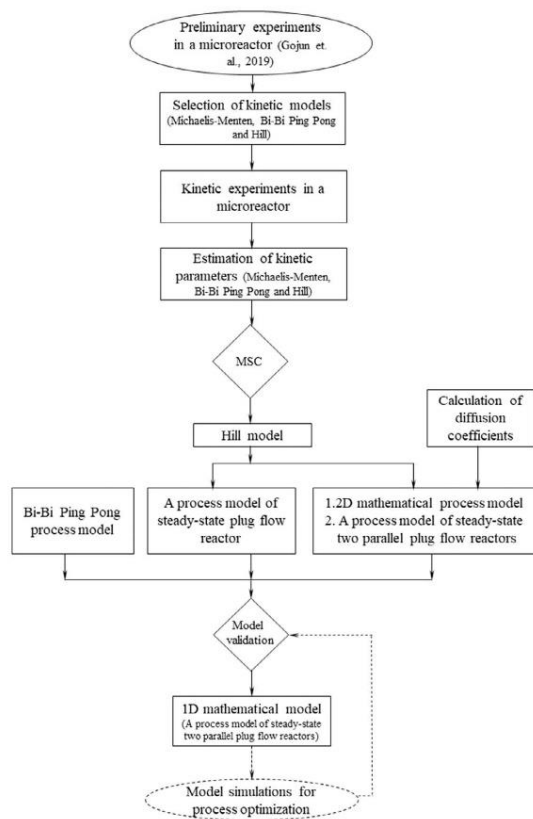 Preliminary experiments
in a microreactor (Gojun et.
al., 2019)
Selection of kinetic models
(Michaelis-Menten, Bi-Bi Ping Pong
and Hill)
Kinetic experiments in a
microreactor
Estimation of kinetic
parameters (Michaelis-Menten,
Bi-Bi Ping Pong and Hill)
MSC
Calculation of
diffusion
coefficients
Hill model
Bi-Bi Ping Pong
process model
A process model of
steady-state plug flow
reactor
1.2D mathematical process model
2. A process model of steady-state
two parallel plug flow reactors
Model
validation
1D mathematical model
(A process model of steady-state
two parallel plug flow reactors)
Model simulations for
process optimization